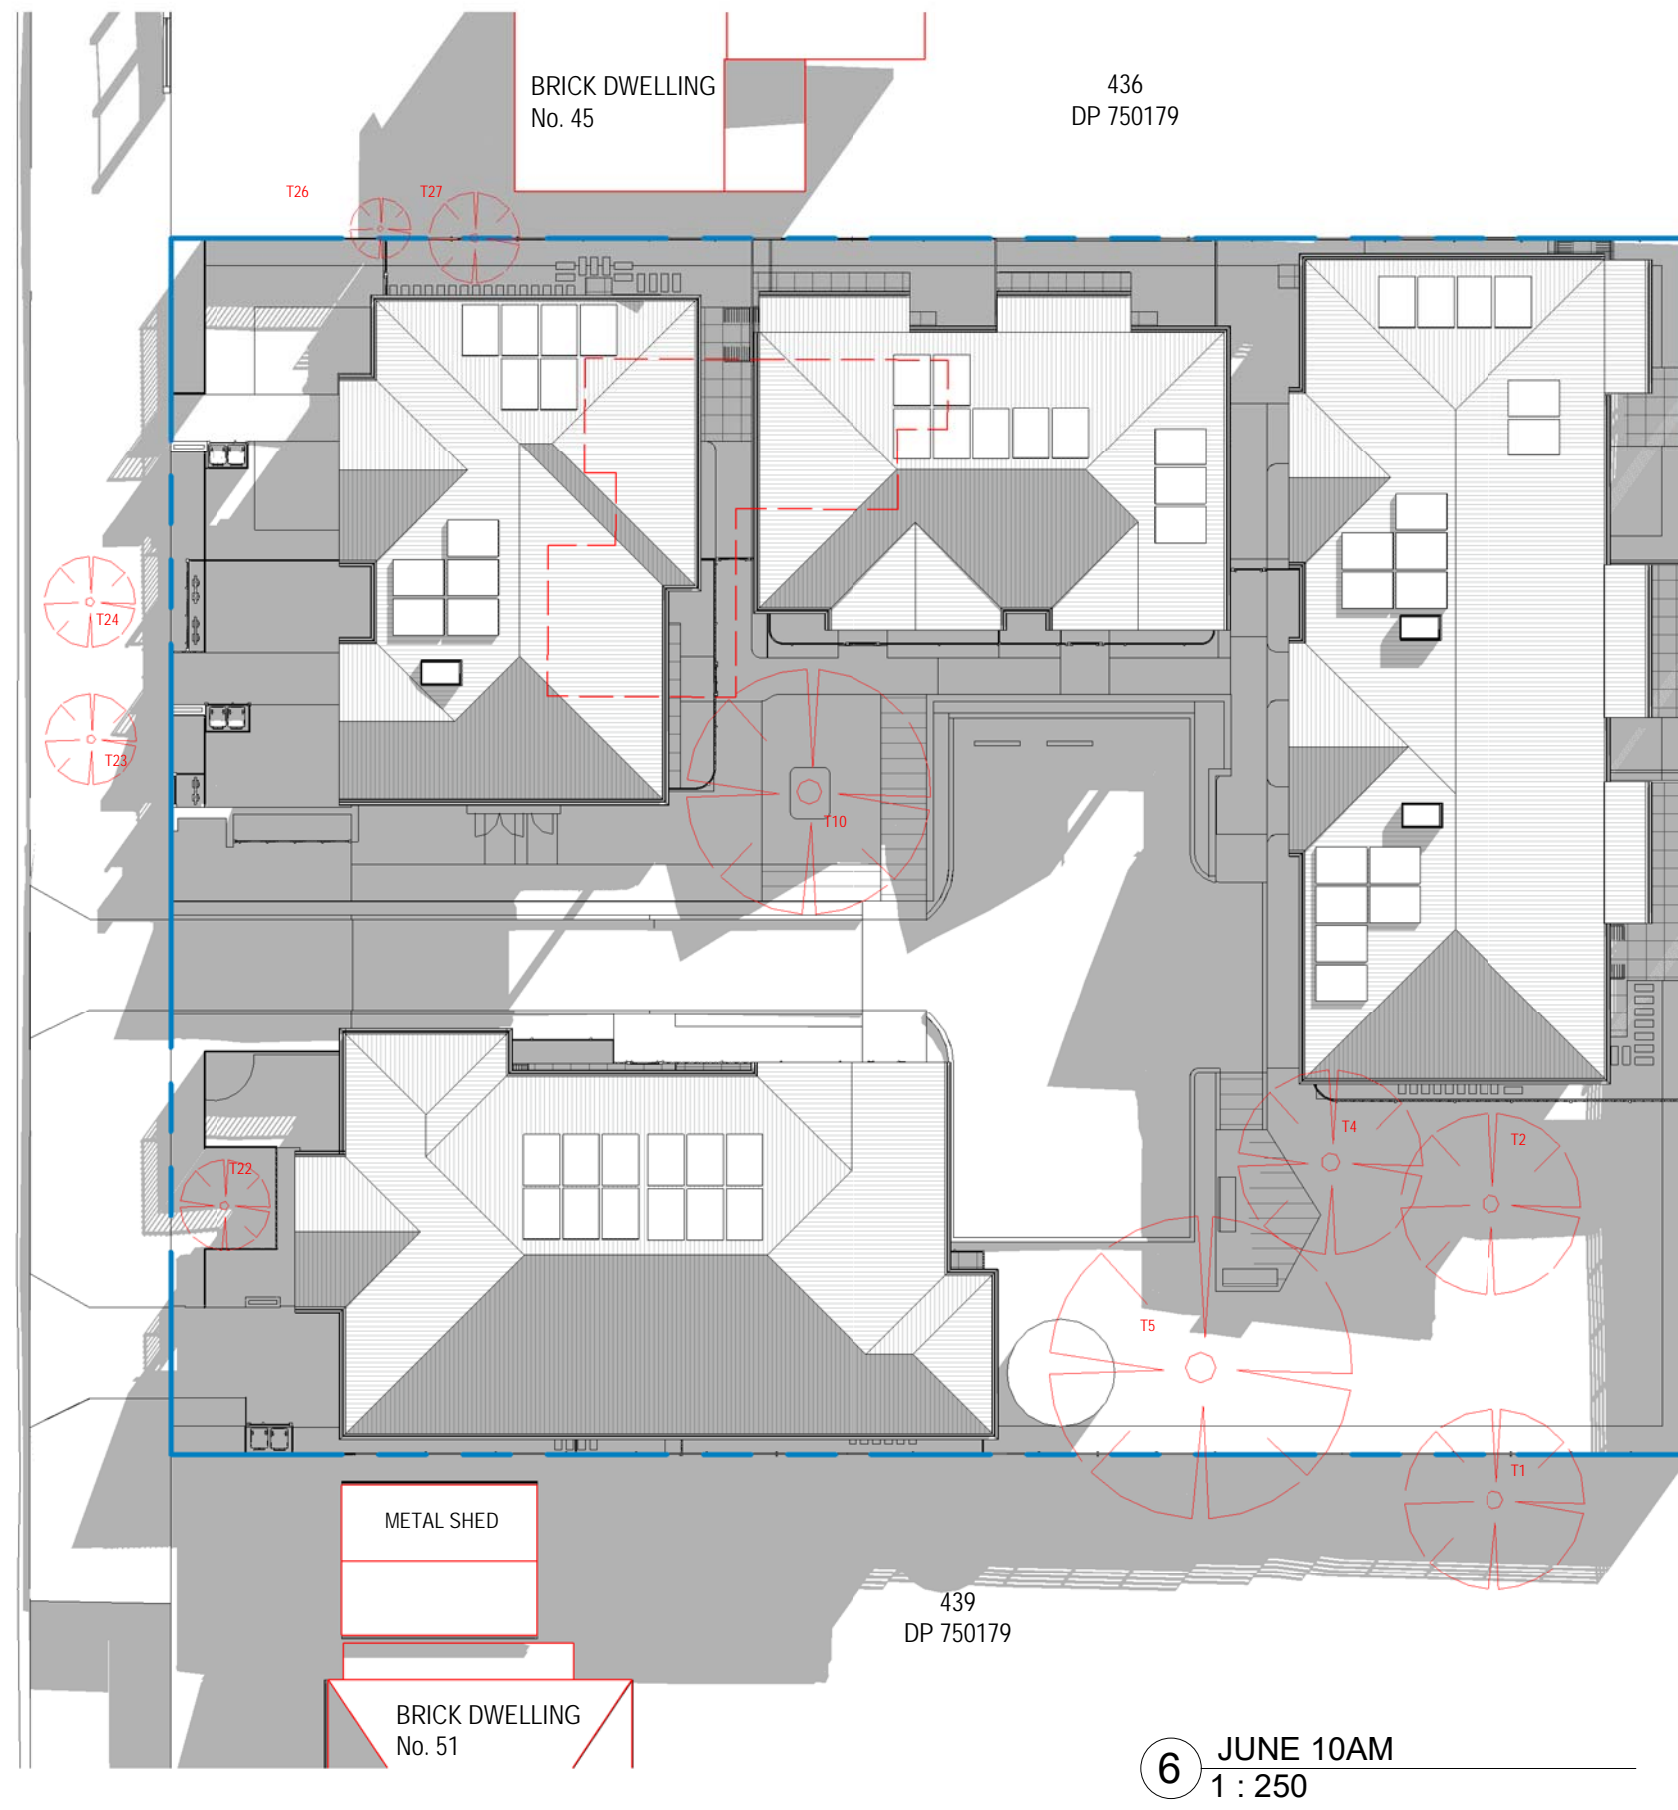 BRICK DWELLING
No. 45
436
DP 750179
T26
T27
T24
T23
T10
T22
T4
T2
T5
T1
METAL SHED
439
DP 750179
BRICK DWELLING
No. 51
6
JUNE 10AM
1 : 250